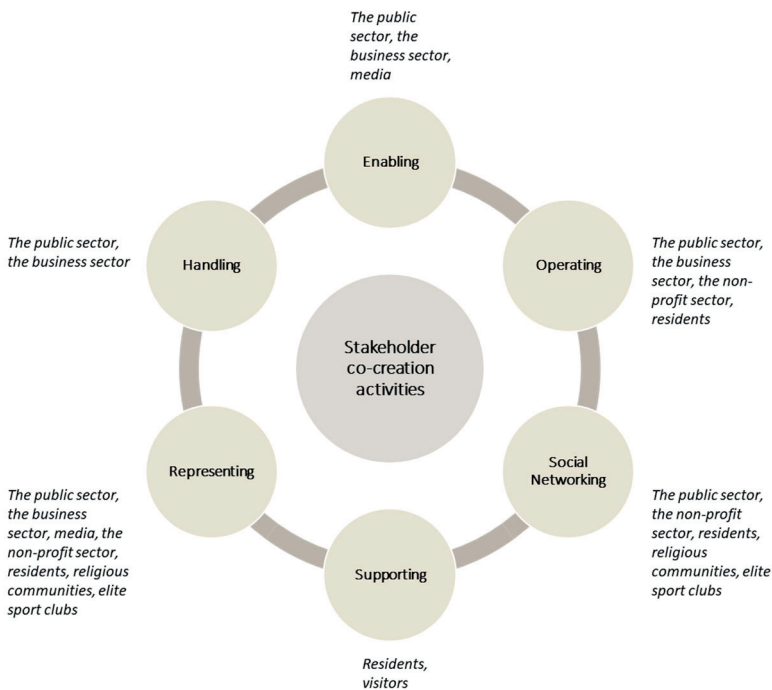 The public
sector, the
business sector,
media
Enabling
The public sector,
the business sector
Handling
Operating
The public sector,
the business
sector, the non-
profit sector,
residents
Stakeholder
co-creation
activities
Representing
Social
Networking
The public sector,
the business
sector, media, the
non-profit sector,
residents, religious
communities, elite
sport clubs
The public sector,
the non-profit
sector, residents,
religious
communities, elite
sport clubs
Supporting
Residents,
visitors